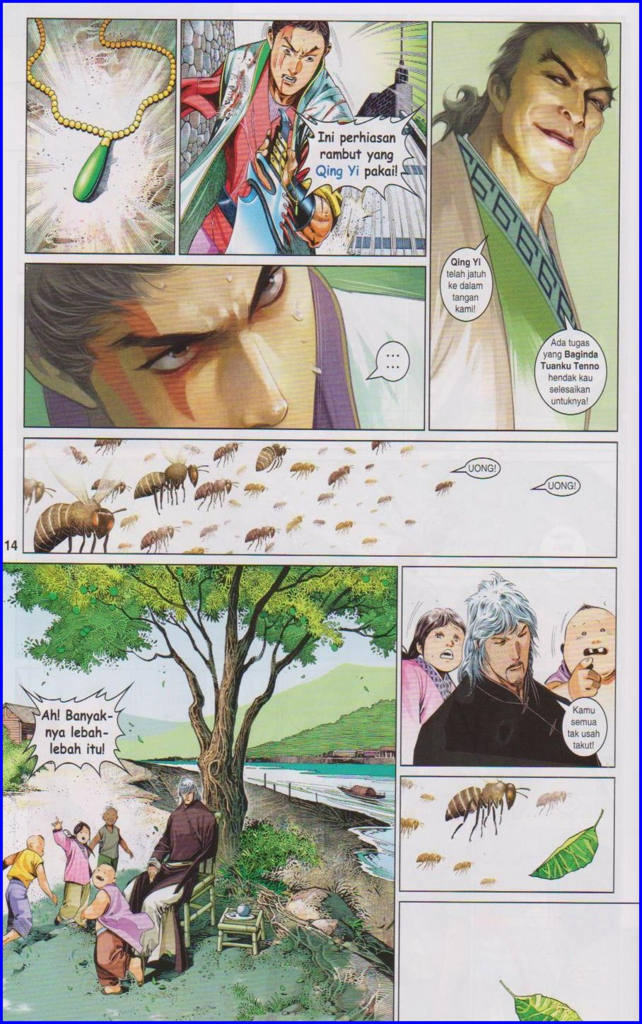 Ini perhiasan
rambut yang
Qing Yi pakai!
Qing Yi
telah jatuh
ke dalam
tangan
kami!
Ada tugas
yang Baginda
Tuanku Tenno
hendak kau
selesaikan
untuknya!
...
...
UONG!
UONG!
14
Ah! Banyak-
nya lebah-
lebah itu!
Kamu
semua
tak usah
takut!